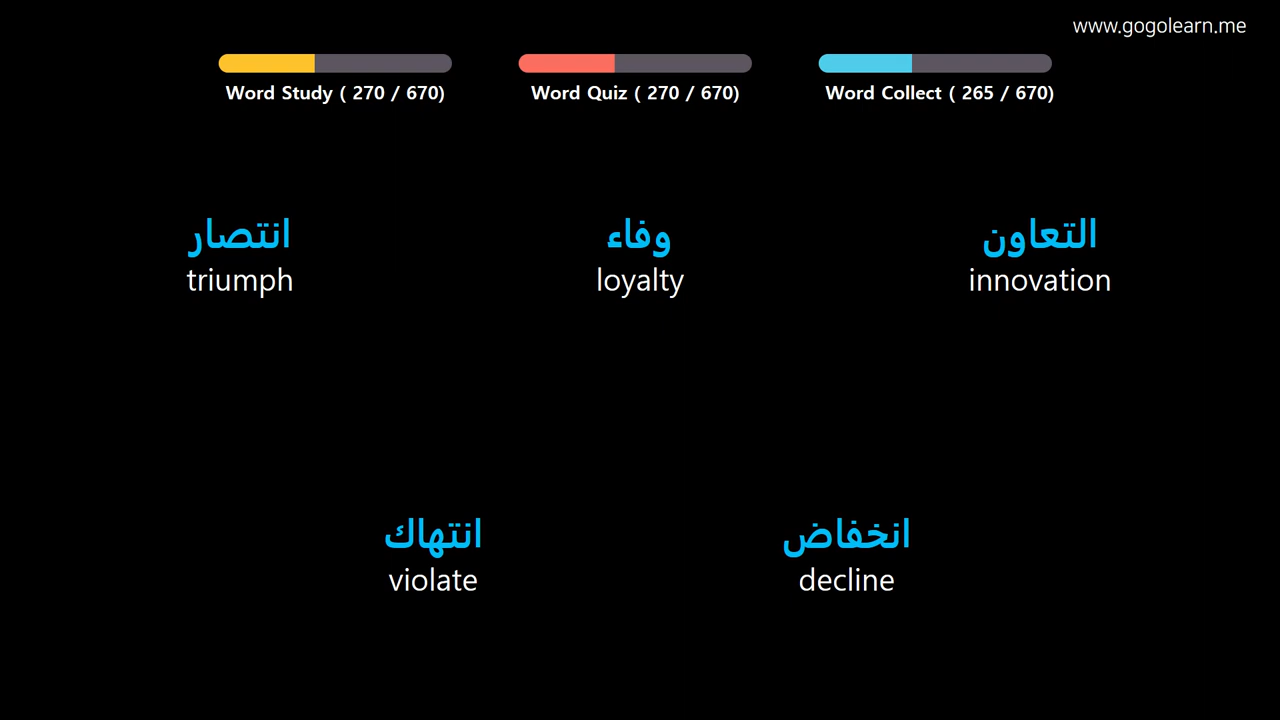 www.gogolearn.me
Word Study ( 270 / 670)
Word Quiz ( 270 / 670)
Word Collect ( 265 / 670)
انتصار
triumph
وفاء
loyalty
التعاون
innovation
انتهاك
violate
انخفاض
decline